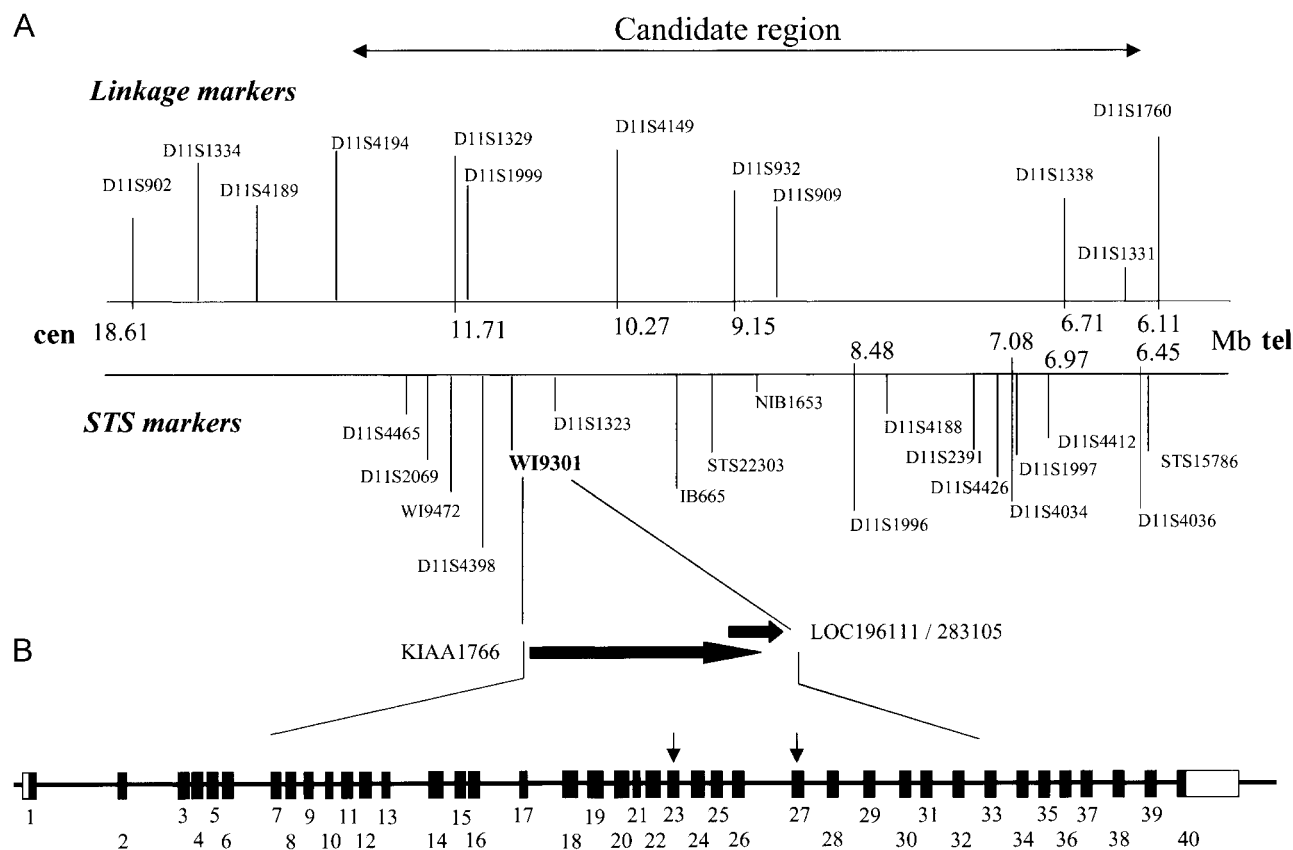 A
Candidate region
Linkage markers
D11S1760
D11S4149
D11S1334
D11S4194
D11S1329
D11S902
D11S4189
D11S1999
D11S932
D11S909
D11S1338
D11S1331
cen 18.61 11.71 10.27 9.15 6.71 6.11 Mb tel
8.48 7.08 6.97 6.45
STS markers
D11S4465
D11S2069
WI9472
D11S4398
WI9301
D11S1323
IB665
STS22303
NIB1653
D11S1996
D11S4188
D11S2391
D11S4426
D11S4034
D11S1997
D11S4412
D11S4036
STS15786
LOC196111 / 283105
KIAA1766
B
1 3 5 7 9 11 13 15 17 19 21 23 25 27 29 31 33 35 37 39
2 4 6 8 10 12 14 16 18 20 22 24 26 28 30 32 34 36 38 40